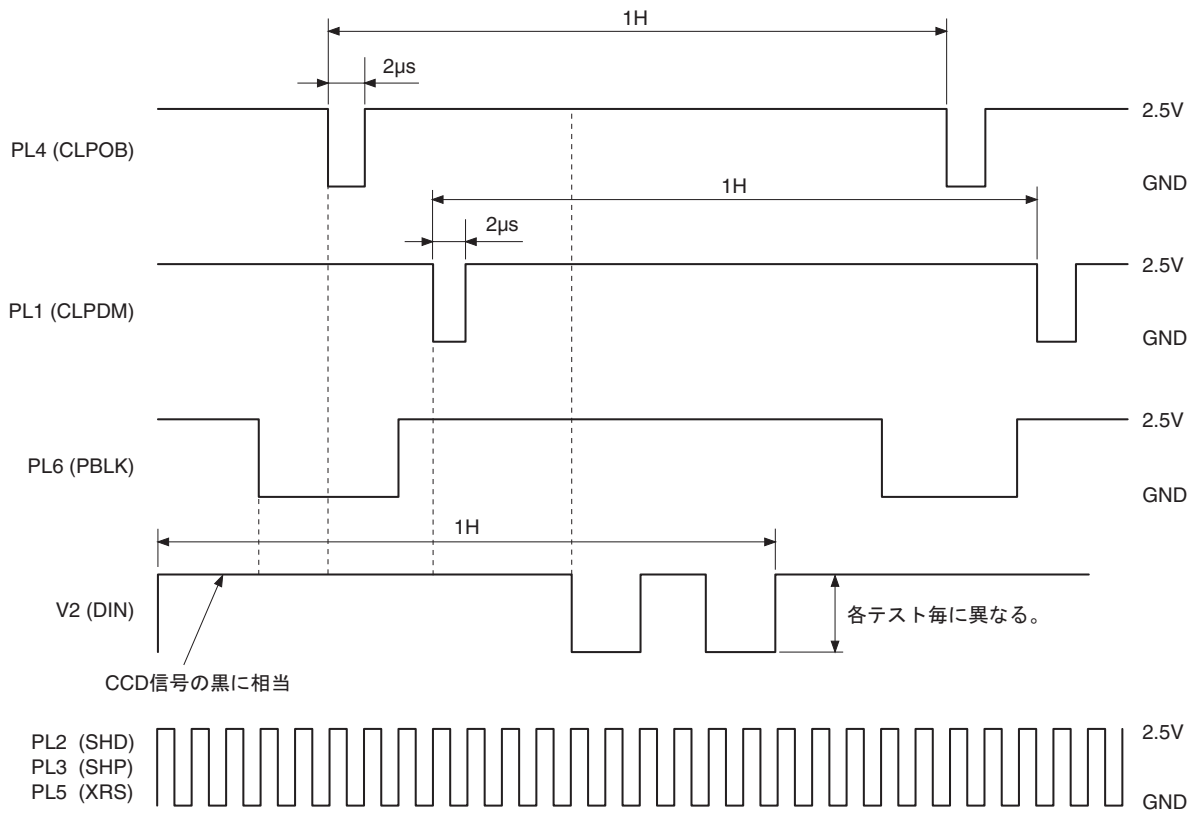 1H
2µs
2.5V
PL4 (CLPOB)
GND
1H
2µs
2.5V
PL1 (CLPDM)
GND
2.5V
PL6 (PBLK)
GND
1H
V2 (DIN)
各テスト毎に異なる。
CCD信号の黒に相当
PL2 (SHD)
PL3 (SHP)
PL5 (XRS)
2.5V
GND